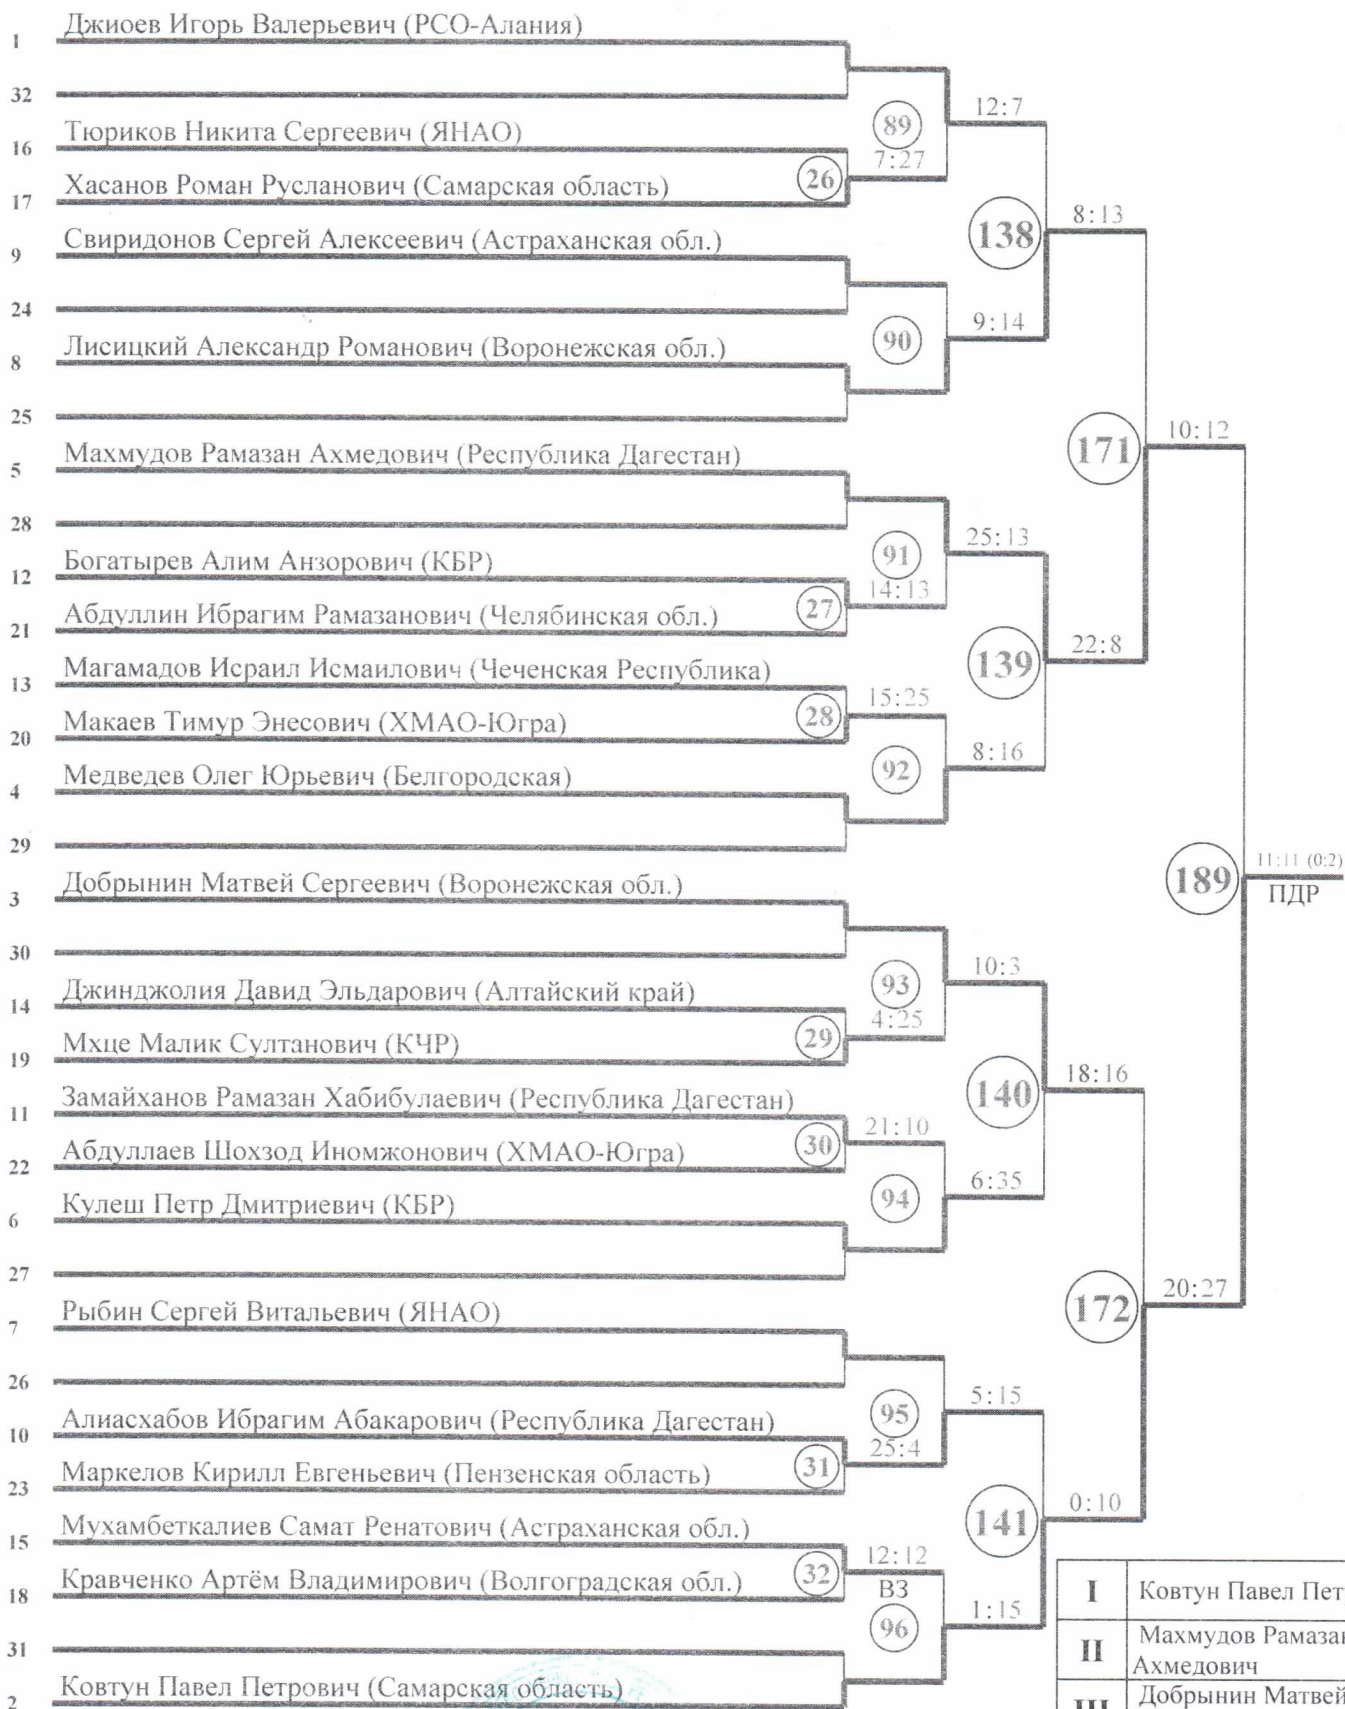 Джиоев Игорь Валерьевич (РСО-Алания)
1
32
12:7
Тюриков Никита Сергеевич (ЯНАО)
89
16
7:27
Хасанов Роман Русланович (Самарская область)
26
17
8:13
138
Свиридонов Сергей Алексеевич (Астраханская обл.)
9
24
9:14
90
Лисицкий Александр Романович (Воронежская обл.)
8
25
10:12
171
Махмудов Рамазан Ахмедович (Республика Дагестан)
5
28
25:13
91
Богатырев Алим Анзорович (КБР)
12
14:13
27
Абдуллин Ибрагим Рамазанович (Челябинская обл.)
21
22:8
139
Магамадов Исраил Исмаилович (Чеченская Республика)
13
15:25
28
Макаев Тимур Энесович (ХМАО-Югра)
20
8:16
92
Медведев Олег Юрьевич (Белгородская)
4
29
11:11 (0:2)
189
ПДР
Добрынин Матвей Сергеевич (Воронежская обл.)
3
30
10:3
93
Джинджолия Давид Эльдарович (Алтайский край)
14
4:25
29
Мхце Малик Султанович (КЧР)
19
18:16
140
Замайханов Рамазан Хабибулаевич (Республика Дагестан)
11
21:10
30
Абдуллаев Шохзод Иномжонович (ХМАО-Югра)
22
6:35
94
Кулеш Петр Дмитриевич (КБР)
6
27
20:27
172
Рыбин Сергей Витальевич (ЯНАО)
7
26
5:15
95
Алиасхабов Ибрагим Абакарович (Республика Дагестан)
10
25:4
31
Маркелов Кирилл Евгеньевич (Пензенская область)
23
0:10
141
Мухамбеткалиев Самат Ренатович (Астраханская обл.)
15
12:12
32
ВЗ
Кравченко Артём Владимирович (Волгоградская обл.)
18
1:15
96
31
Ковтун Павел Петрович (Самарская область)
2
I Ковтун Павел Пет
II Махмудов Рамазан
Ахмедович
III Добрынин Матвей